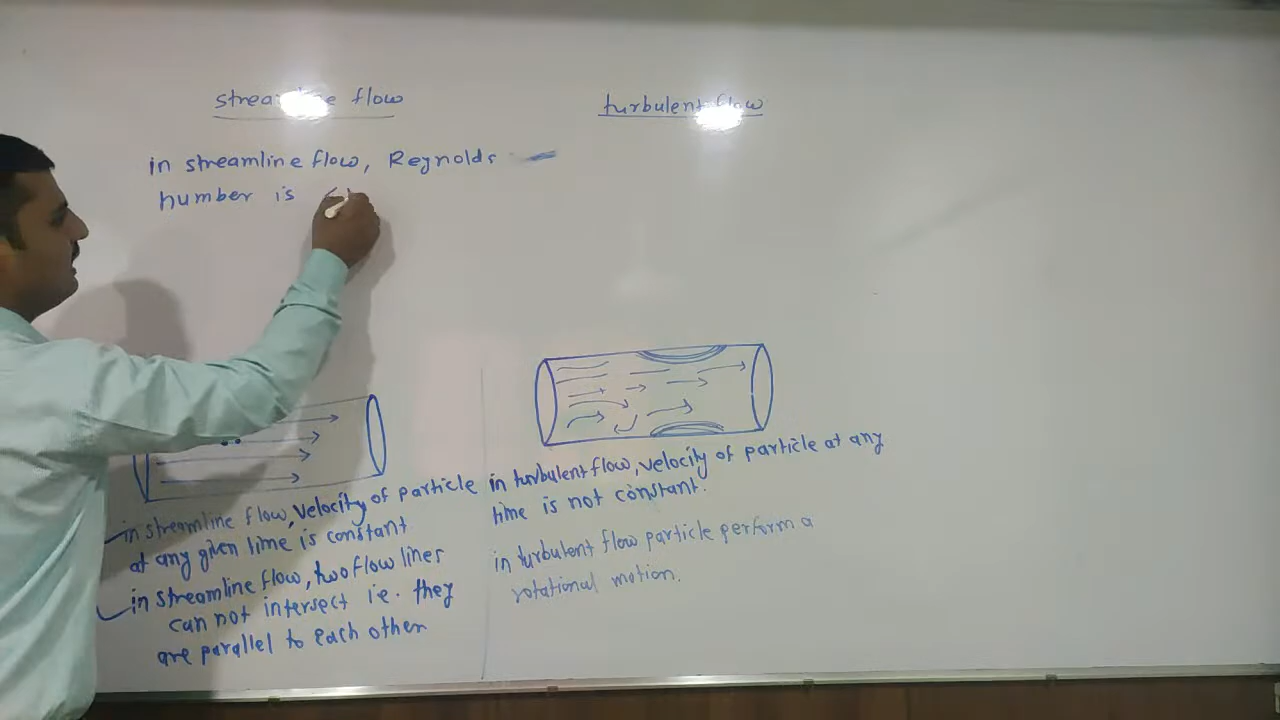 streamline flow
in streamline flow, Reynolds
number is
in streamline flow, velocity of particle
at any given time is constant
in streamline flow, two flow lines
can not intersect i.e. they
are parallel to each other
turbulent flow
in turbulent flow, velocity of particle at any
time is not constant.
in turbulent flow particle perform a
rotational motion.